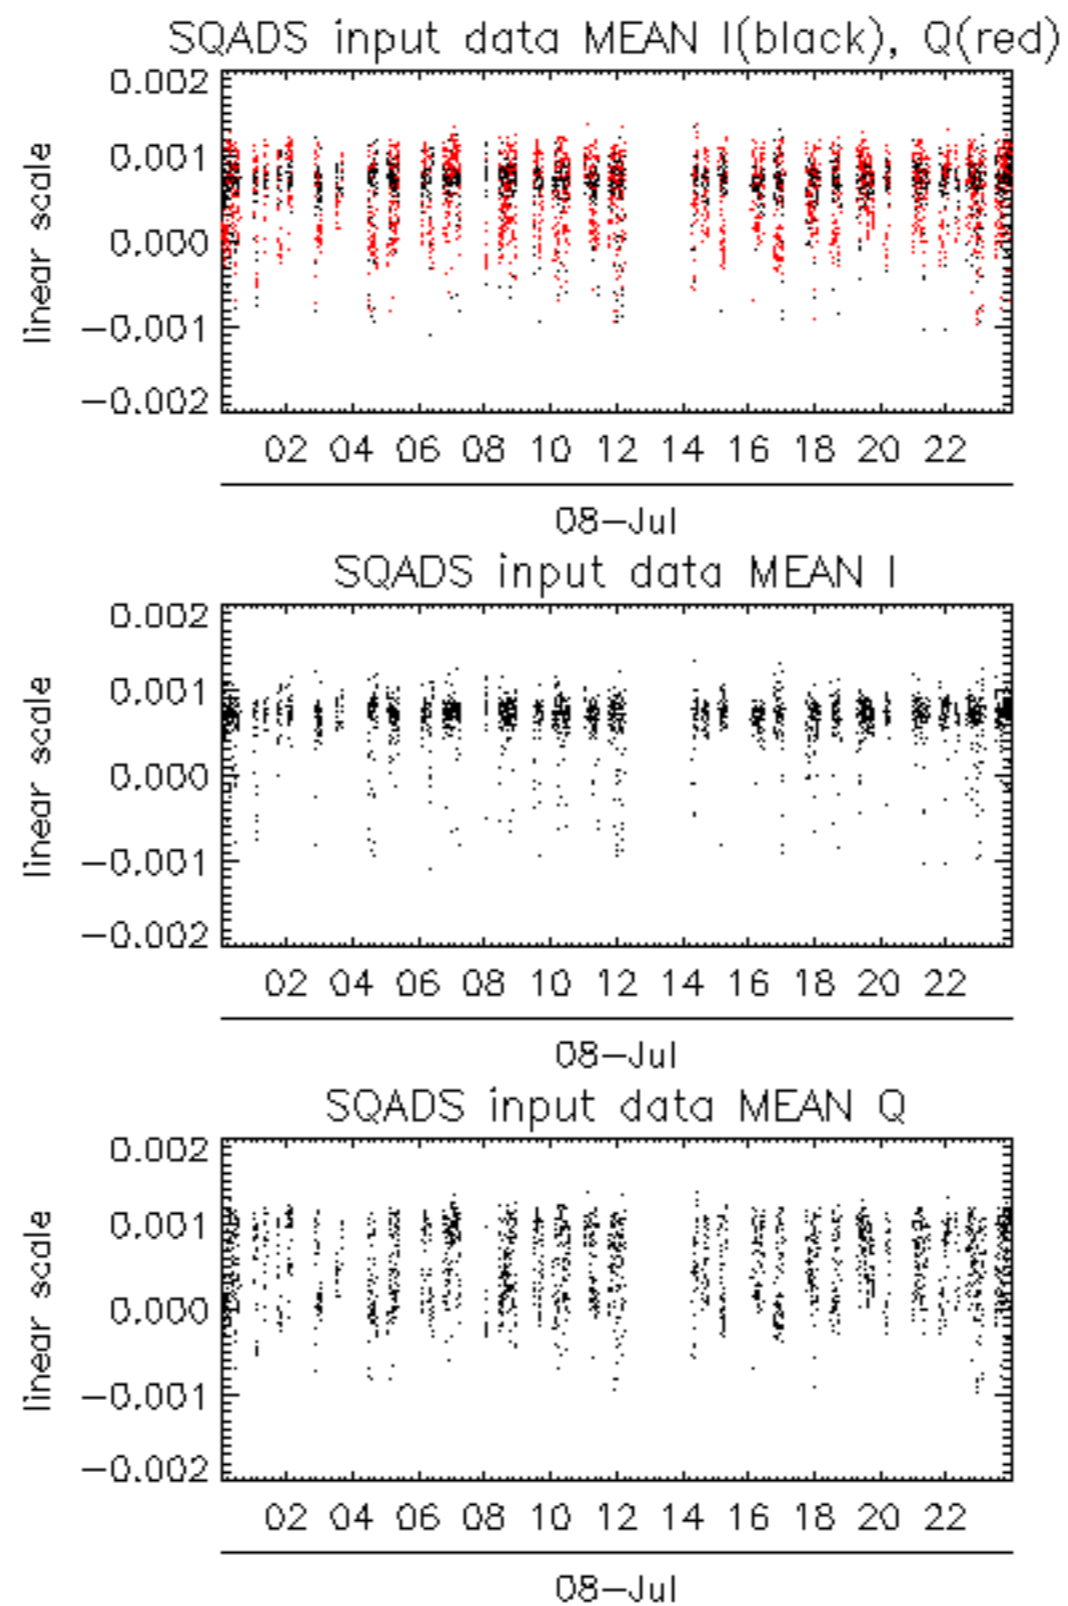 SQADS input data MEAN I(black), Q(red)
0.002
0.001
0.000
−0.001
−0.002
linear scale
02 04 06 08 10 12 14 16 18 20 22
08−Jul
SQADS input data MEAN I
0.002
0.001
0.000
−0.001
−0.002
linear scale
02 04 06 08 10 12 14 16 18 20 22
08−Jul
SQADS input data MEAN Q
0.002
0.001
0.000
−0.001
−0.002
linear scale
02 04 06 08 10 12 14 16 18 20 22
08−Jul